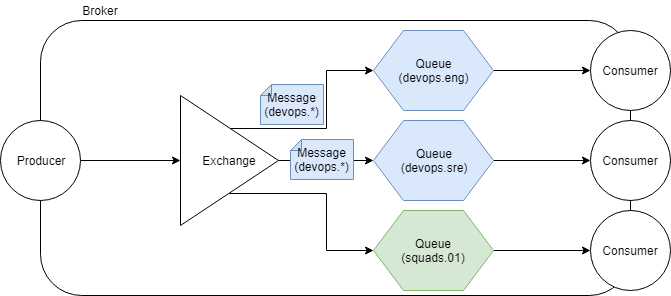 Broker
Queue
(devops.eng)
Consumer
Message
(devops.*)
Producer
Exchange
Message
(devops.*)
Queue
(devops.sre)
Consumer
Queue
(squads.01)
Consumer